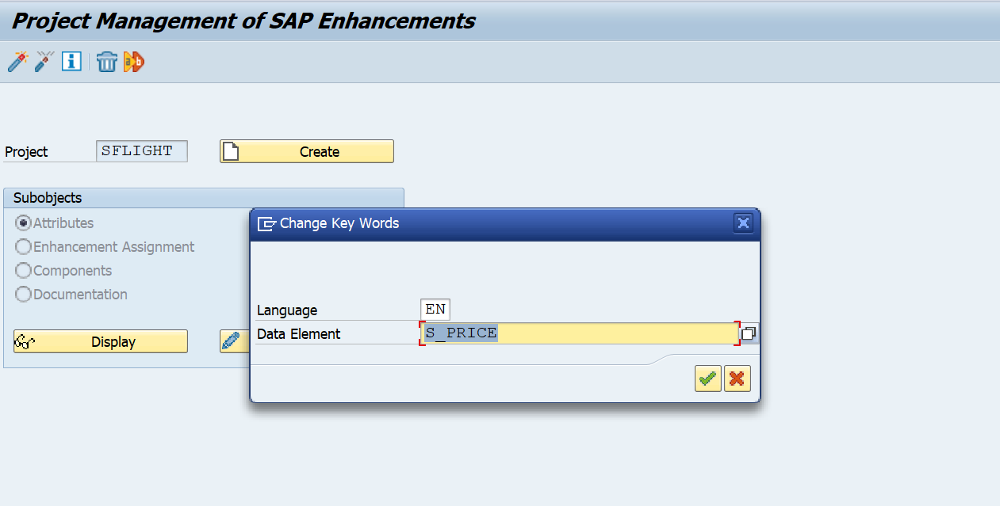 Project Management of SAP Enhancements
Project SFLIGHT Create
Subobjects
Attributes
Enhancement Assignment
Components
Documentation
Display
Change Key Words
Language EN
Data Element S_PRICE